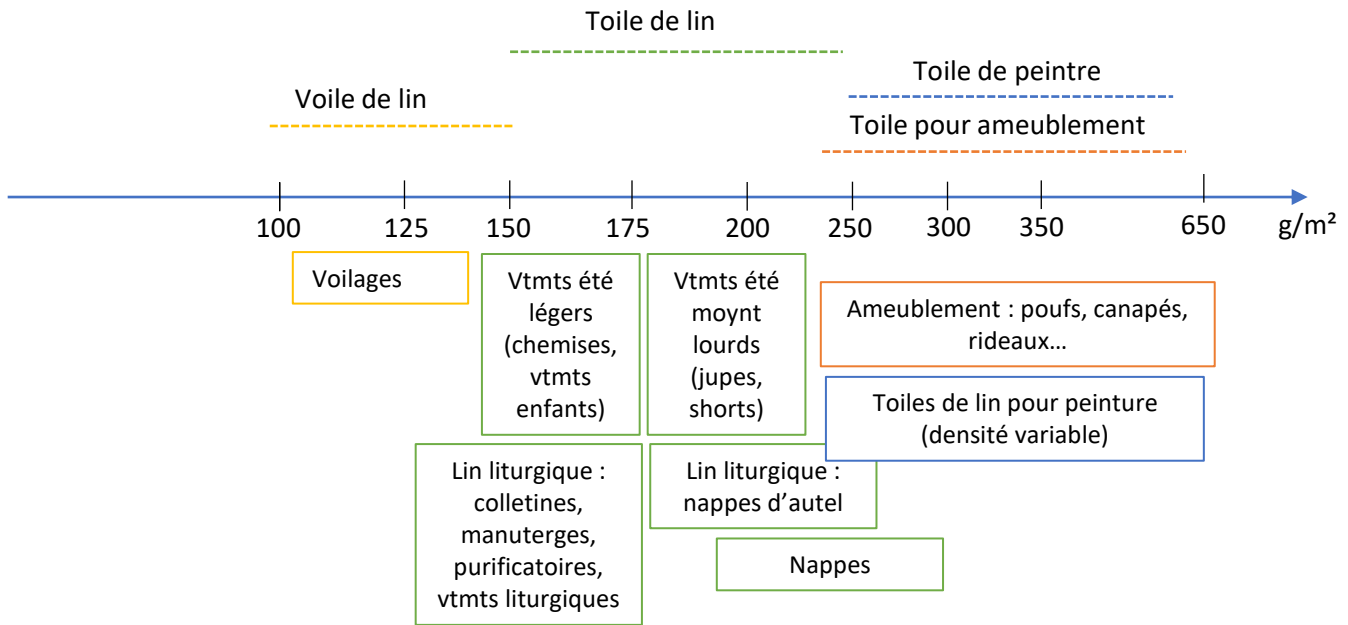 Toile de lin
Toile de peintre
Voile de lin
Toile pour ameublement
100
125
150
175
200
250
300
350
650
g/m²
Voilages
Vtmts été
légers
(chemises,
vtmts
enfants)
Vtmts été
moynt
lourds
(jupes,
shorts)
Ameublement : poufs, canapés,
rideaux…
Toiles de lin pour peinture
(densité variable)
Lin liturgique :
colletines,
manuterges,
purificatoires,
vtmts liturgiques
Lin liturgique :
nappes d’autel
Nappes